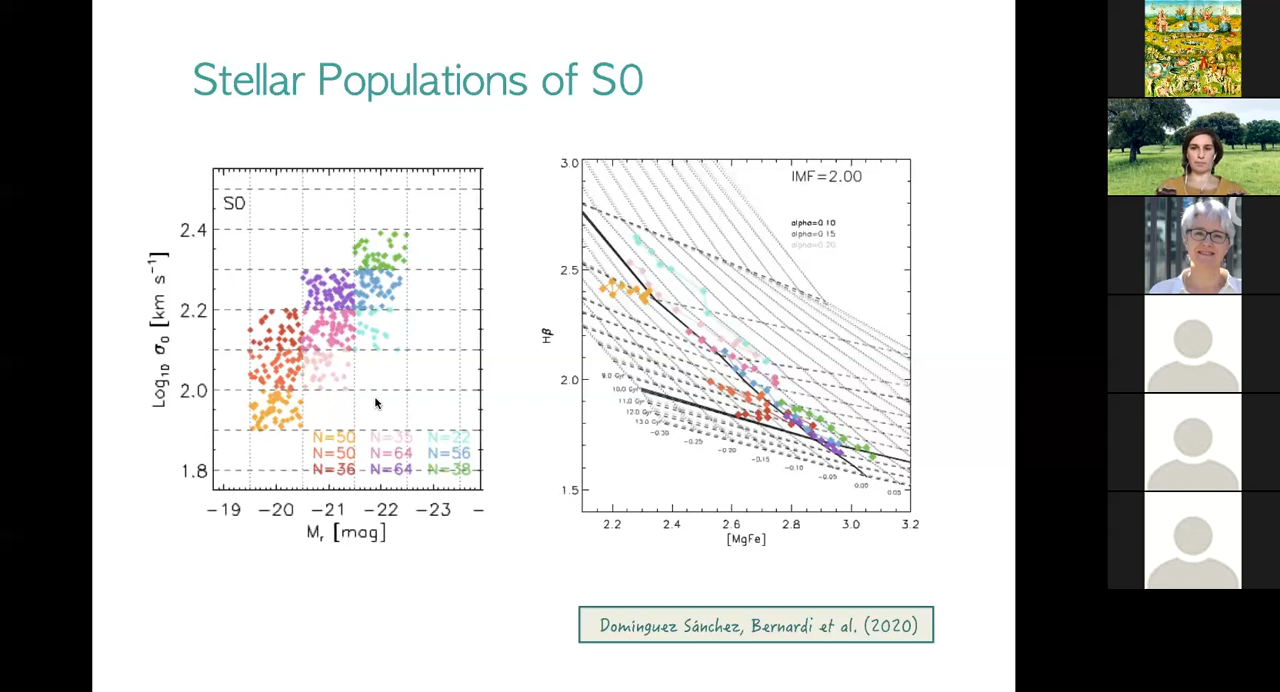 Stellar Populations of S0
S0
2.4
2.2
2.0
1.8
Log₁₀ σ₀ [km s⁻¹]
N=50 N=35 N=22
N=50 N=64 N=56
N=36 N=64 N=38
−19 −20 −21 −22 −23 −
Mᵣ [mag]
IMF=2.00
alpha=0.10
alpha=0.15
alpha=0.20
3.0
2.5
2.0
1.5
Hβ
9.0 Gyr
10.0 Gyr
11.0 Gyr
12.0 Gyr
13.0 Gyr
−0.30
−0.25
−0.20
−0.15
−0.10
−0.05
0.00
0.05
2.2 2.4 2.6 2.8 3.0 3.2
[MgFe]
Domínguez Sánchez, Bernardi et al. (2020)